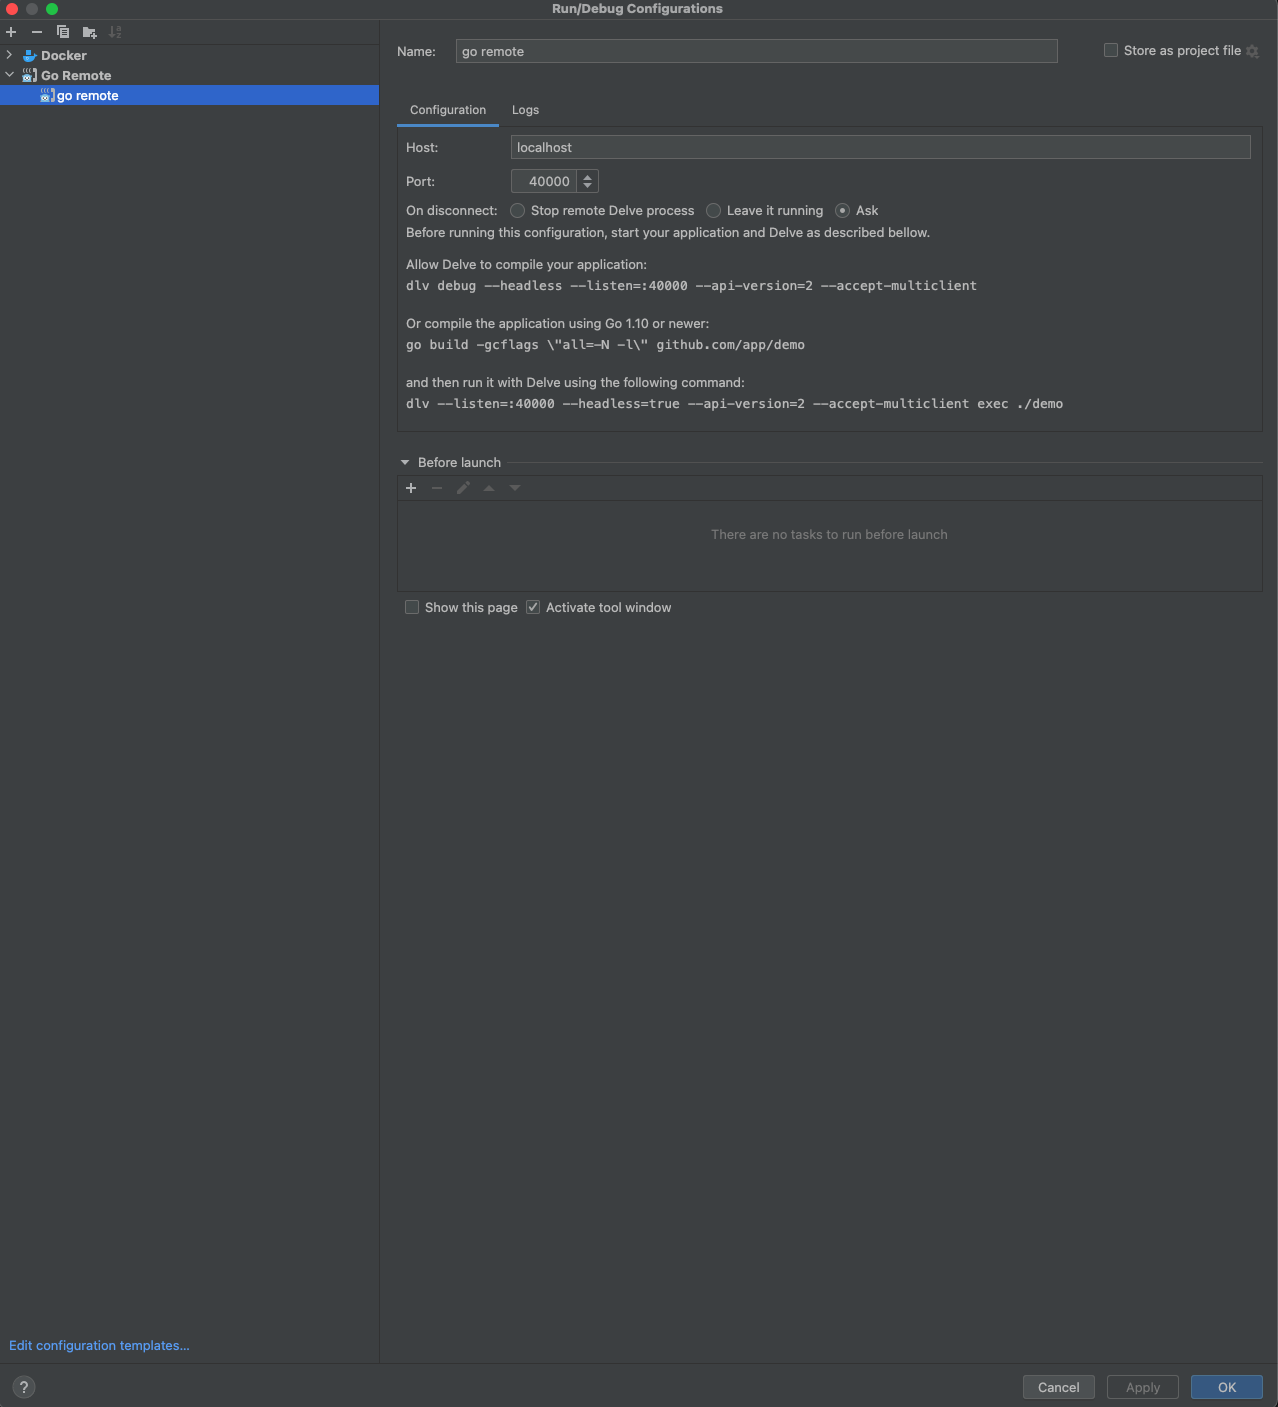 Run/Debug Configurations
Docker
Go Remote
go remote
Name: go remote Store as project file
Configuration Logs
Host: localhost
Port: 40000
On disconnect: Stop remote Delve process Leave it running Ask
Before running this configuration, start your application and Delve as described bellow.
Allow Delve to compile your application:
dlv debug --headless --listen=:40000 --api-version=2 --accept-multiclient
Or compile the application using Go 1.10 or newer:
go build -gcflags \"all=-N -l\" github.com/app/demo
and then run it with Delve using the following command:
dlv --listen=:40000 --headless=true --api-version=2 --accept-multiclient exec ./demo
Before launch
There are no tasks to run before launch
Show this page Activate tool window
Edit configuration templates...
? Cancel Apply OK